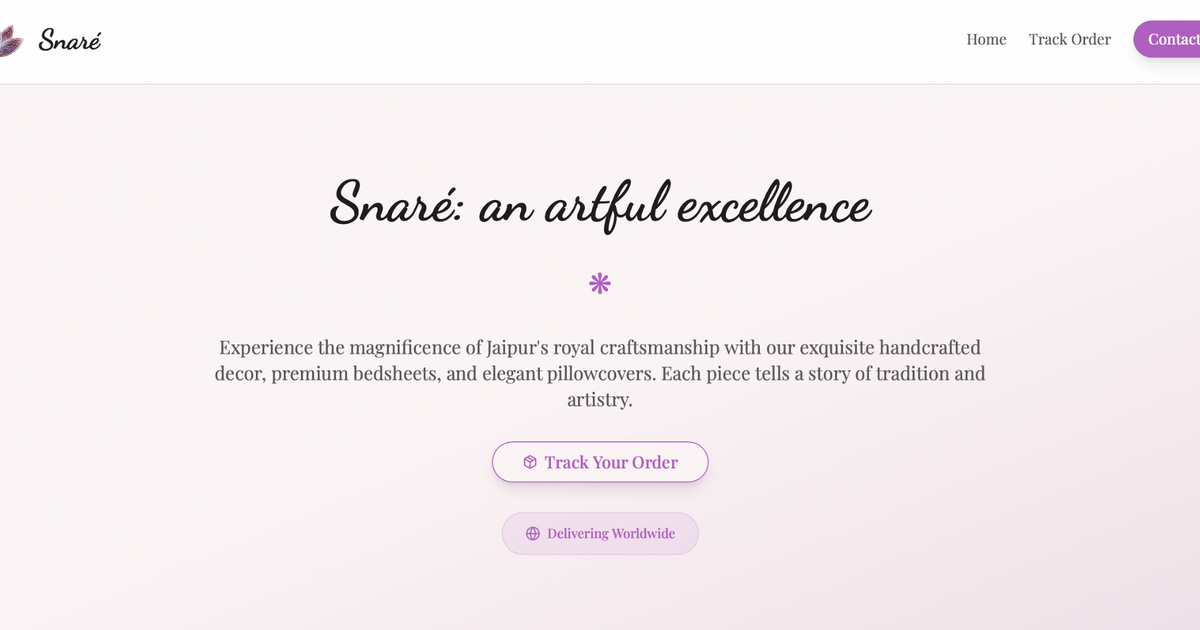 Snaré
Home
Track Order
Contact
Snaré: an artful excellence
Experience the magnificence of Jaipur's royal craftsmanship with our exquisite handcrafted
decor, premium bedsheets, and elegant pillowcovers. Each piece tells a story of tradition and
artistry.
Track Your Order
Delivering Worldwide